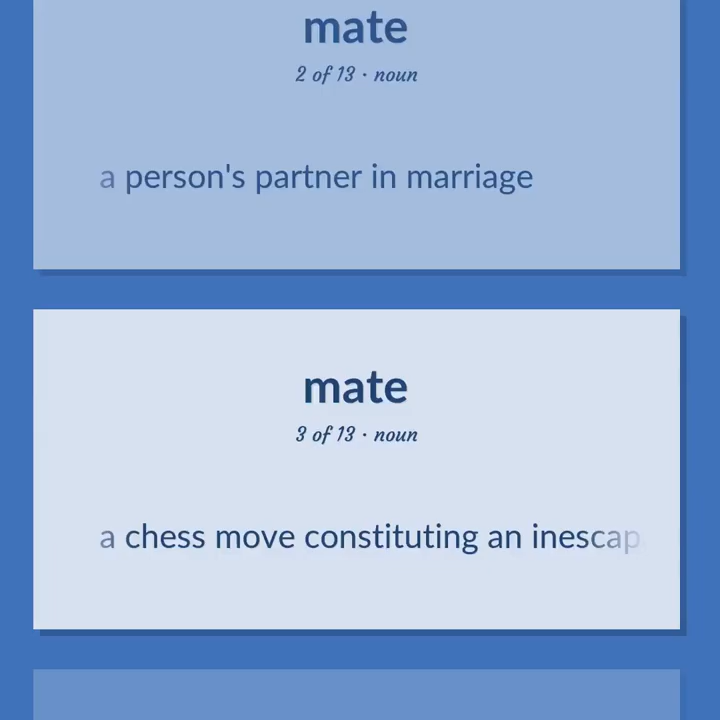 mate
2 of 13 · noun
a person's partner in marriage
mate
3 of 13 · noun
a chess move constituting an inescap